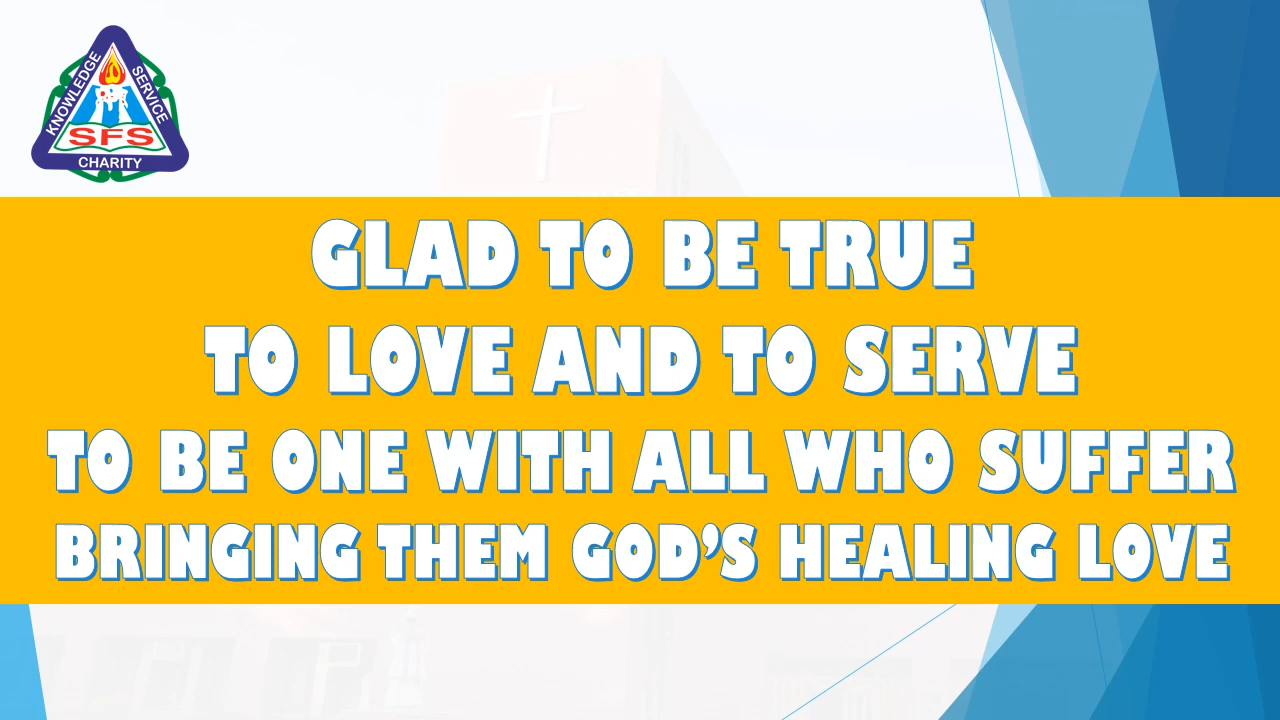 KNOWLEDGE
SERVICE
SFS
CHARITY
GLAD TO BE TRUE
TO LOVE AND TO SERVE
TO BE ONE WITH ALL WHO SUFFER
BRINGING THEM GOD'S HEALING LOVE